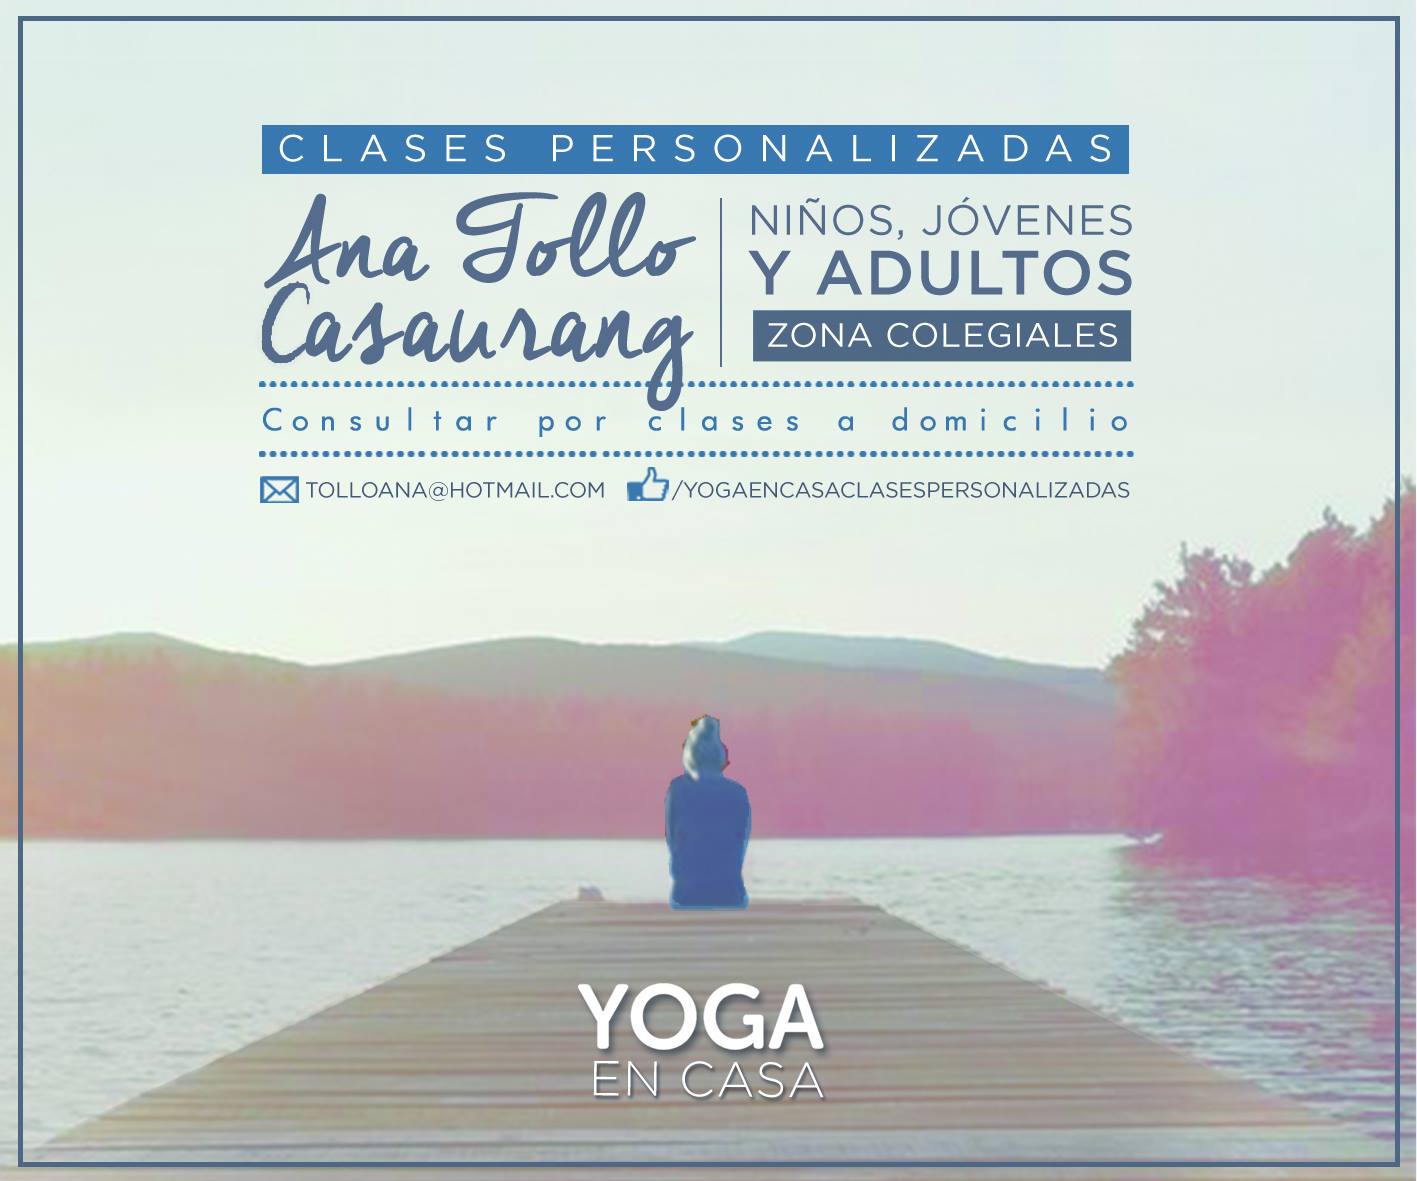 CLASES PERSONALIZADAS
Ana Tollo
Casaurang
NIÑOS, JÓVENES
Y ADULTOS
ZONA COLEGIALES
Consultar por clases a domicilio
TOLLOANA@HOTMAIL.COM
/YOGAENCASACLASESPERSONALIZADAS
YOGA
EN CASA